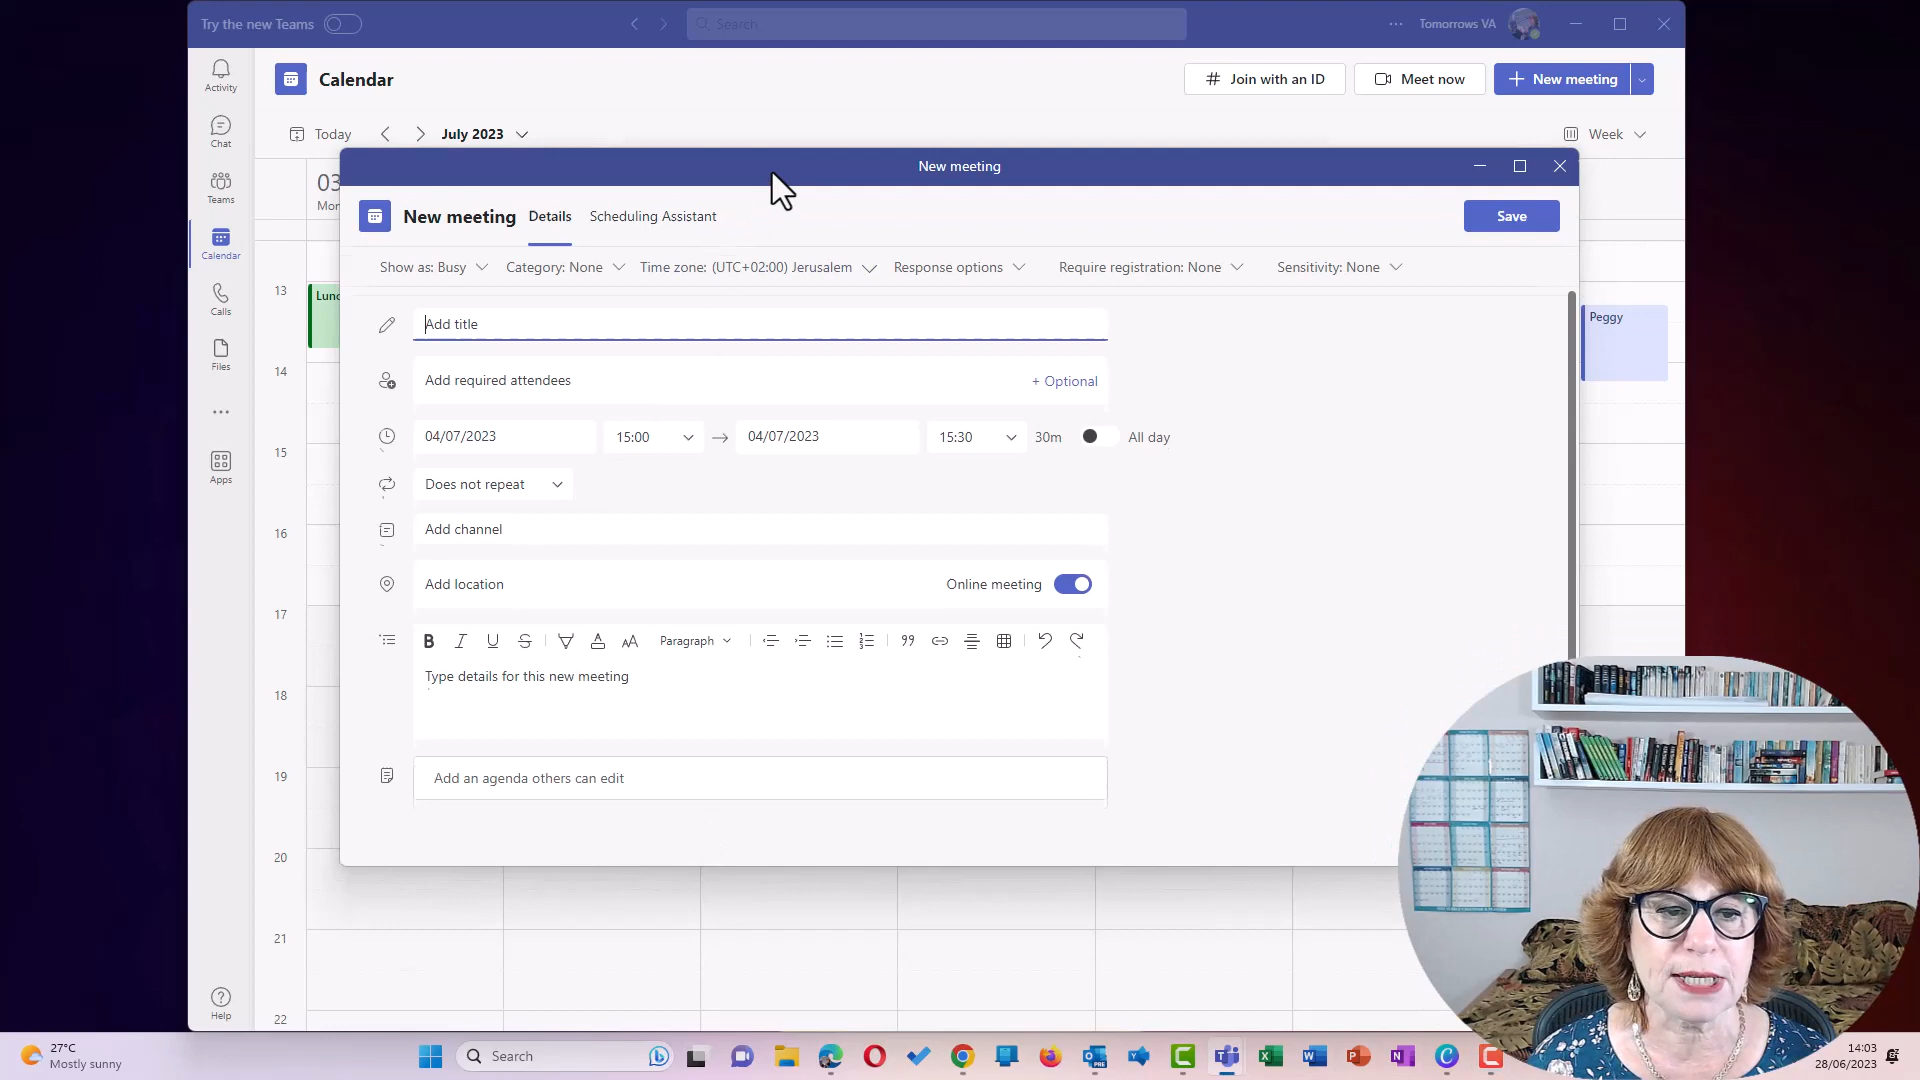 Try the new Teams
Search
Tomorrows VA
Activity
Chat
Teams
Calendar
Calls
Files
Apps
Help
Calendar
Join with an ID
Meet now
New meeting
Today
July 2023
Week
03
Mon
13
14
15
16
17
18
19
20
21
22
Peggy
New meeting
New meeting
Details
Scheduling Assistant
Save
Show as: Busy
Category: None
Time zone: (UTC+02:00) Jerusalem
Response options
Require registration: None
Sensitivity: None
Add title
Add required attendees
+ Optional
04/07/2023
15:00
04/07/2023
15:30
30m
All day
Does not repeat
Add channel
Add location
Online meeting
Paragraph
Type details for this new meeting
Add an agenda others can edit
27°C
Mostly sunny
Search
14:03
28/06/2023